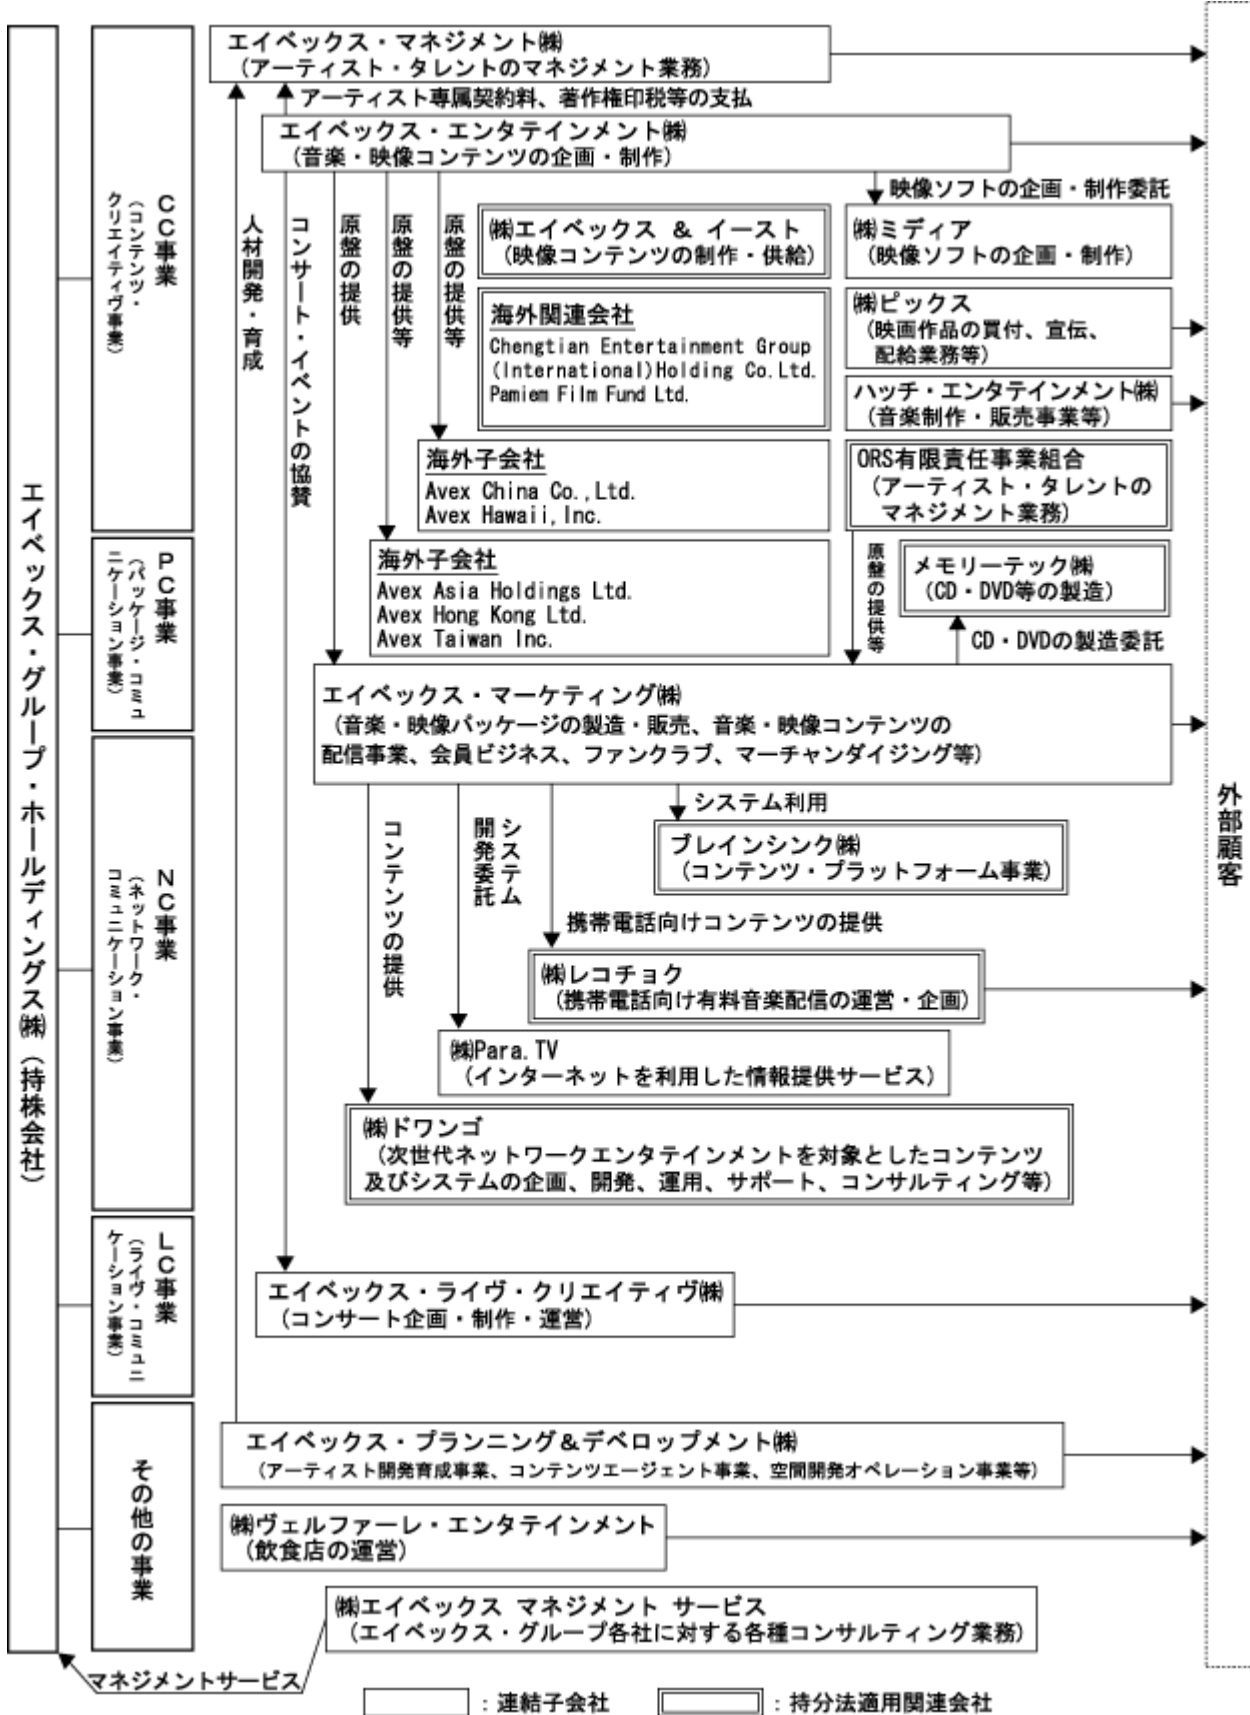 エイベックス・グループ・ホールディングス㈱（持株会社）
CC事業
（コンテンツ・
クリエイティヴ事業）
PC事業
（パッケージ・コミュ
ニケーション事業）
NC事業
（ネットワーク・
コミュニケーション事業）
LC事業
（ライヴ・コミュニ
ケーション事業）
その他の事業
エイベックス・マネジメント㈱
（アーティスト・タレントのマネジメント業務）
アーティスト専属契約料、著作権印税等の支払
エイベックス・エンタテインメント㈱
（音楽・映像コンテンツの企画・制作）
人材開発・育成
コンサート・イベントの協賛
原盤の提供
原盤の提供等
原盤の提供等
映像ソフトの企画・制作委託
㈱エイベックス & イースト
（映像コンテンツの制作・供給）
㈱ミディア
（映像ソフトの企画・制作）
海外関連会社
Chengtian Entertainment Group
(International)Holding Co.Ltd.
Pamiem Film Fund Ltd.
㈱ピックス
（映画作品の買付、宣伝、
配給業務等）
ハッチ・エンタテインメント㈱
（音楽制作・販売事業等）
海外子会社
Avex China Co.,Ltd.
Avex Hawaii,Inc.
ORS有限責任事業組合
（アーティスト・タレントの
マネジメント業務）
海外子会社
Avex Asia Holdings Ltd.
Avex Hong Kong Ltd.
Avex Taiwan Inc.
原盤の提供等
メモリーテック㈱
（CD・DVD等の製造）
CD・DVDの製造委託
エイベックス・マーケティング㈱
（音楽・映像パッケージの製造・販売、音楽・映像コンテンツの
配信事業、会員ビジネス、ファンクラブ、マーチャンダイジング等）
コンテンツの提供
システム
開発委託
システム利用
ブレインシンク㈱
（コンテンツ・プラットフォーム事業）
携帯電話向けコンテンツの提供
㈱レコチョク
（携帯電話向け有料音楽配信の運営・企画）
㈱Para.TV
（インターネットを利用した情報提供サービス）
㈱ドワンゴ
（次世代ネットワークエンタテインメントを対象としたコンテンツ
及びシステムの企画、開発、運用、サポート、コンサルティング等）
エイベックス・ライヴ・クリエイティヴ㈱
（コンサート企画・制作・運営）
エイベックス・プランニング＆デベロップメント㈱
（アーティスト開発育成事業、コンテンツエージェント事業、空間開発オペレーション事業等）
㈱ヴェルファーレ・エンタテインメント
（飲食店の運営）
㈱エイベックス マネジメント サービス
（エイベックス・グループ各社に対する各種コンサルティング業務）
マネジメントサービス
外部顧客
：連結子会社
：持分法適用関連会社